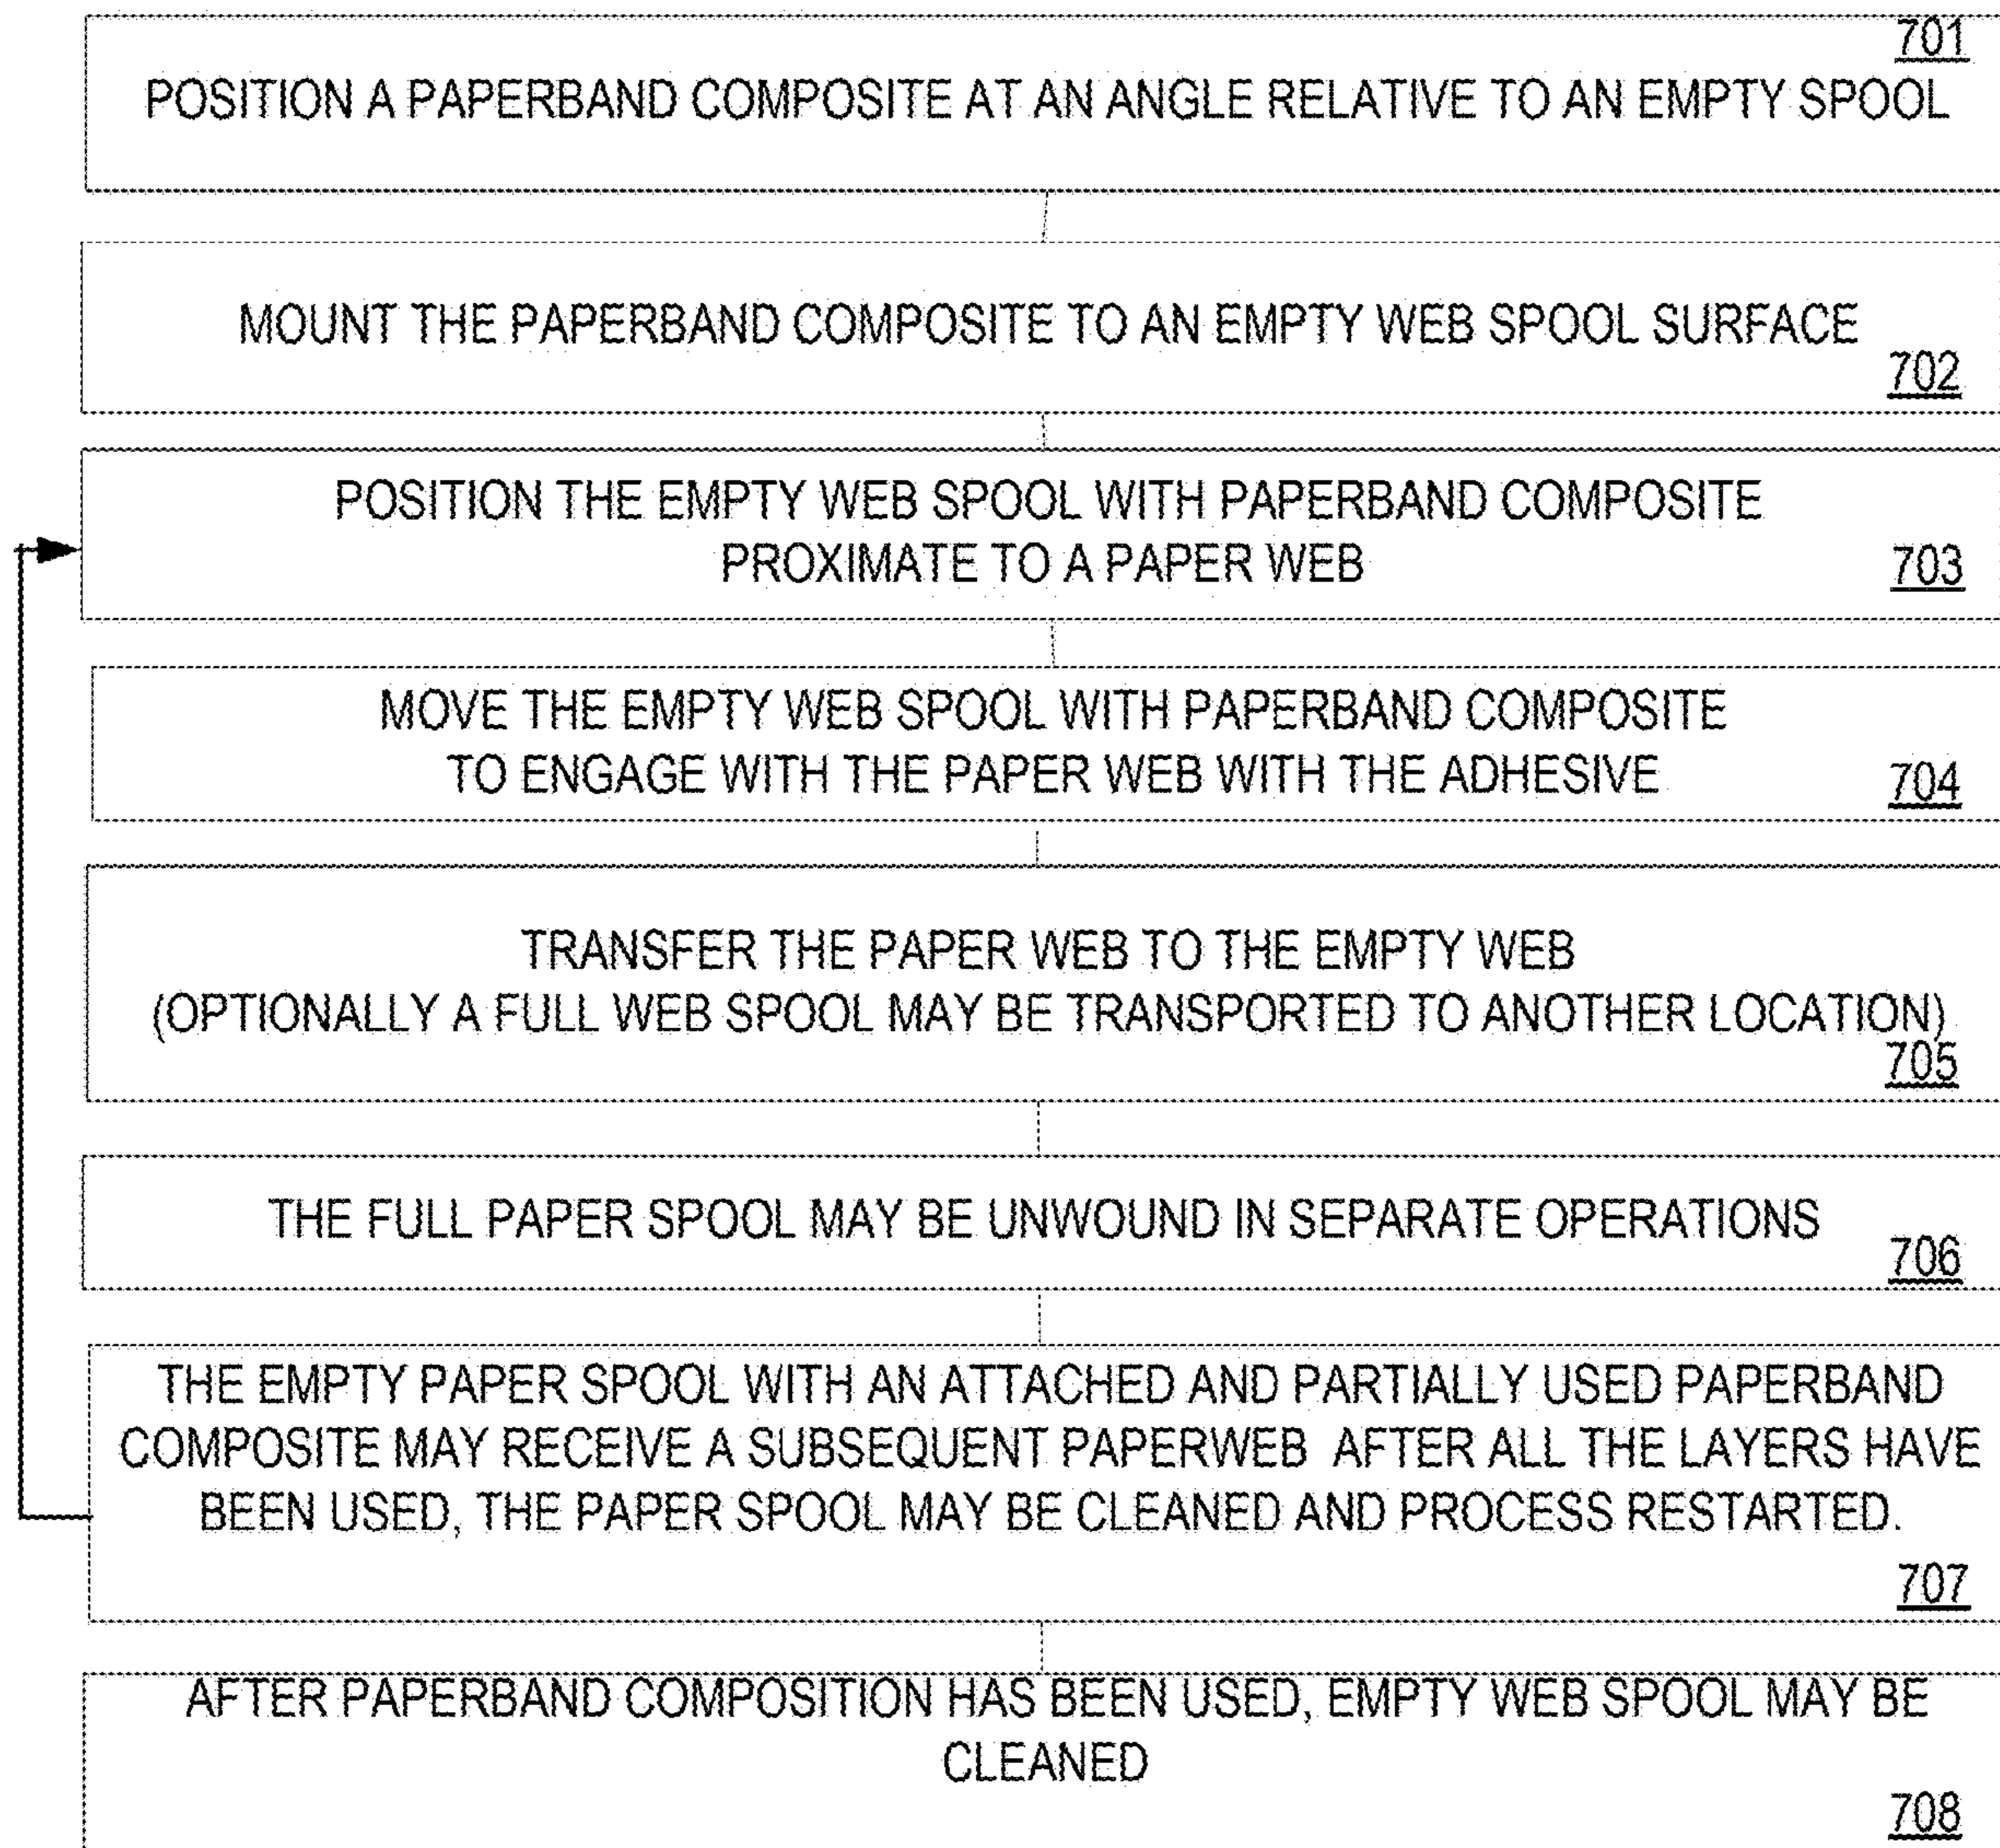 701
POSITION A PAPERBAND COMPOSITE AT AN ANGLE RELATIVE TO AN EMPTY SPOOL
MOUNT THE PAPERBAND COMPOSITE TO AN EMPTY WEB SPOOL SURFACE
702
POSITION THE EMPTY WEB SPOOL WITH PAPERBAND COMPOSITE
PROXIMATE TO A PAPER WEB
703
MOVE THE EMPTY WEB SPOOL WITH PAPERBAND COMPOSITE
TO ENGAGE WITH THE PAPER WEB WITH THE ADHESIVE
704
TRANSFER THE PAPER WEB TO THE EMPTY WEB
(OPTIONALLY A FULL WEB SPOOL MAY BE TRANSPORTED TO ANOTHER LOCATION)
705
THE FULL PAPER SPOOL MAY BE UNWOUND IN SEPARATE OPERATIONS
706
THE EMPTY PAPER SPOOL WITH AN ATTACHED AND PARTIALLY USED PAPERBAND
COMPOSITE MAY RECEIVE A SUBSEQUENT PAPERWEB AFTER ALL THE LAYERS HAVE
BEEN USED, THE PAPER SPOOL MAY BE CLEANED AND PROCESS RESTARTED.
707
AFTER PAPERBAND COMPOSITION HAS BEEN USED, EMPTY WEB SPOOL MAY BE
CLEANED
708